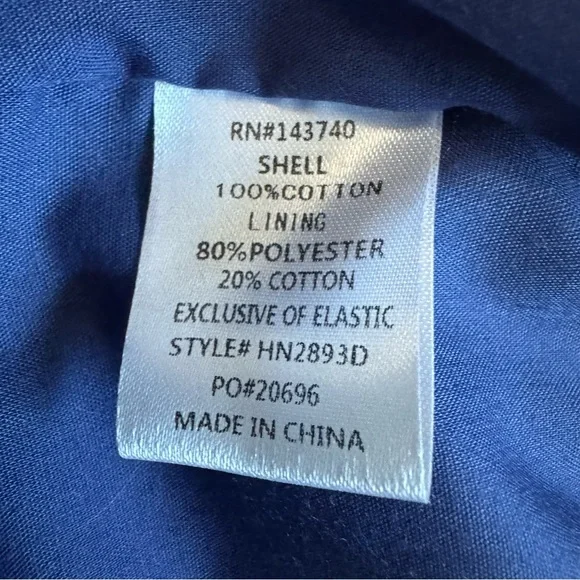 RN#143740
SHELL
100%COTTON
LINING
80%POLYESTER
20% COTTON
EXCLUSIVE OF ELASTIC
STYLE# HN2893D
PO#20696
MADE IN CHINA